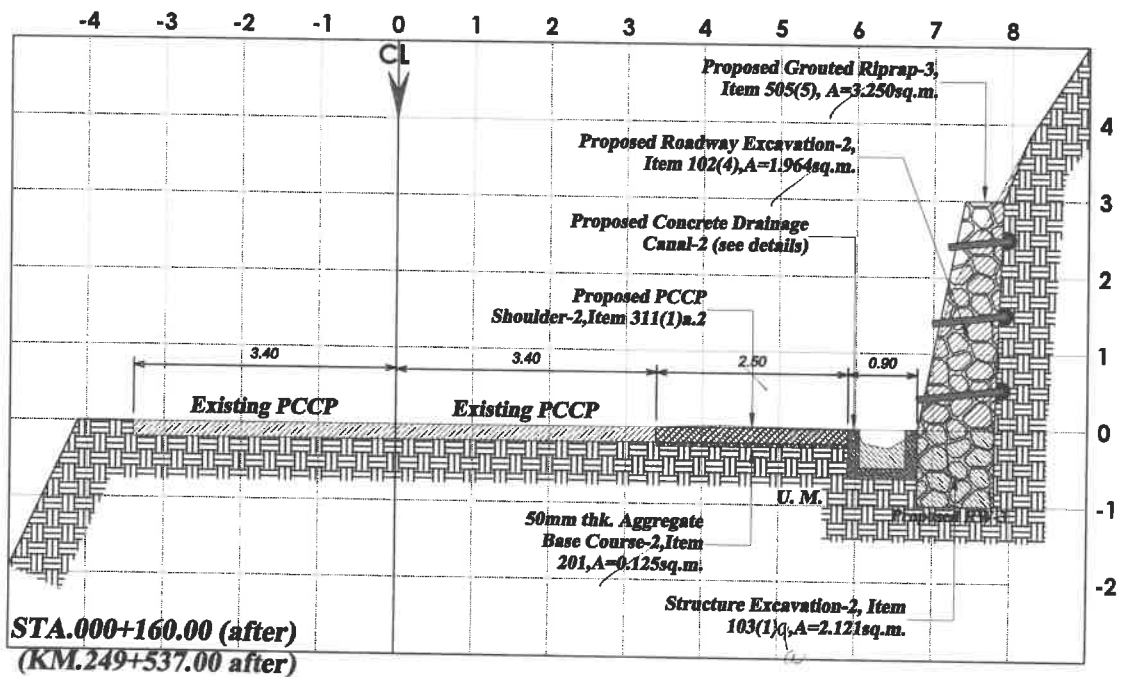 -4 -3 -2 -1 0 1 2 3 4 5 6 7 8
CL
Proposed Grouted Riprap-3,
Item 505(5), A=3.250sq.m.
4
Proposed Roadway Excavation-2,
Item 102(4),A=1.964sq.m.
3
Proposed Concrete Drainage
Canal-2 (see details)
2
Proposed PCCP
Shoulder-2,Item 311(1)a.2
1
3.40 3.40 2.50 0.90
Existing PCCP Existing PCCP
0
U. M.
-1
Proposed
50mm thk. Aggregate
Base Course-2,Item
201,A=0.125sq.m.
-2
Structure Excavation-2, Item
103(1) ,A=2.121sq.m.
STA.000+160.00 (after)
(KM.249+537.00 after)